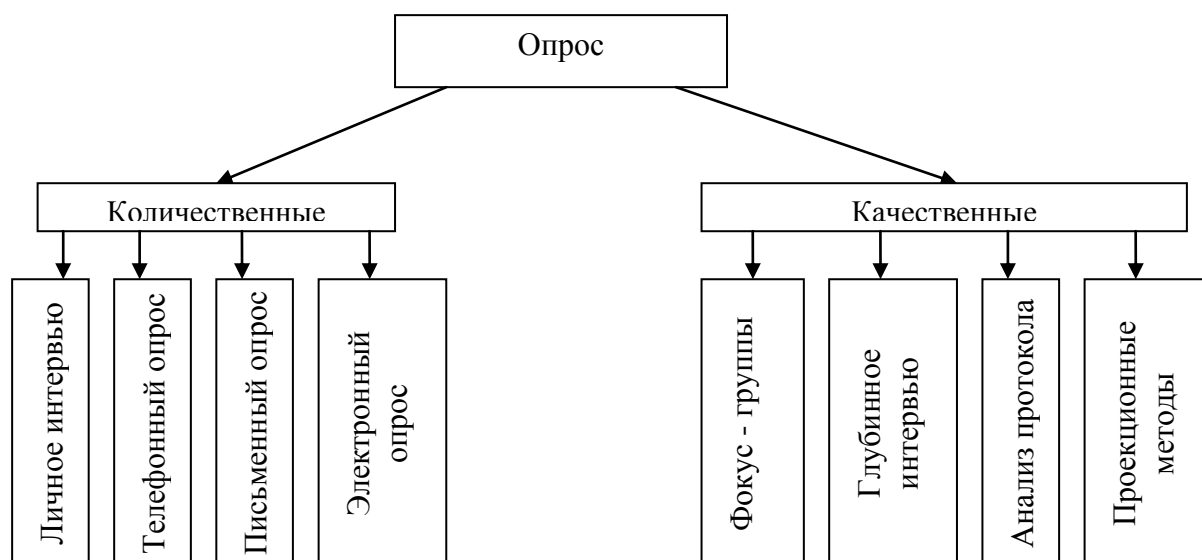 Опрос
Количественные
Качественные
Личное интервью
Телефонный опрос
Письменный опрос
Электронный
опрос
Фокус - группы
Глубинное
интервью
Анализ протокола
Проекционные
методы